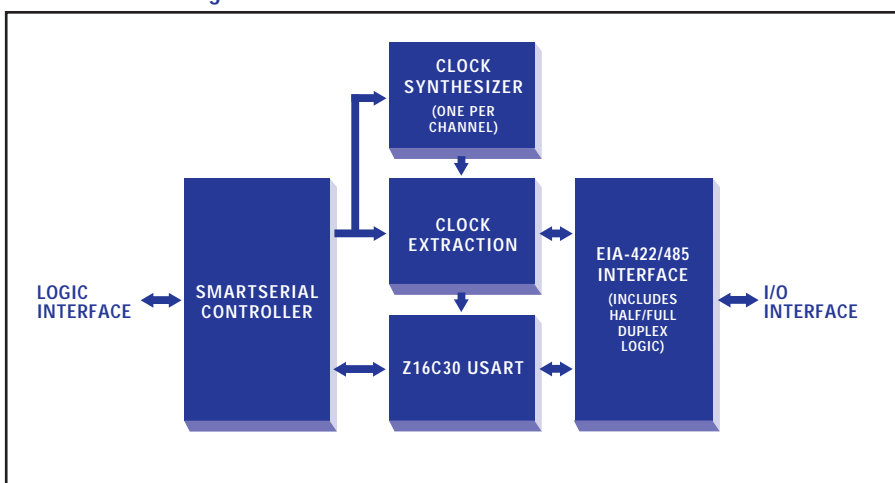 CLOCK
SYNTHESIZER
(ONE PER
CHANNEL)
CLOCK
EXTRACTION
EIA-422/485
INTERFACE
(INCLUDES
HALF/FULL
DUPLEX
LOGIC)
LOGIC
INTERFACE
SMARTSERIAL
CONTROLLER
I/O
INTERFACE
Z16C30 USART